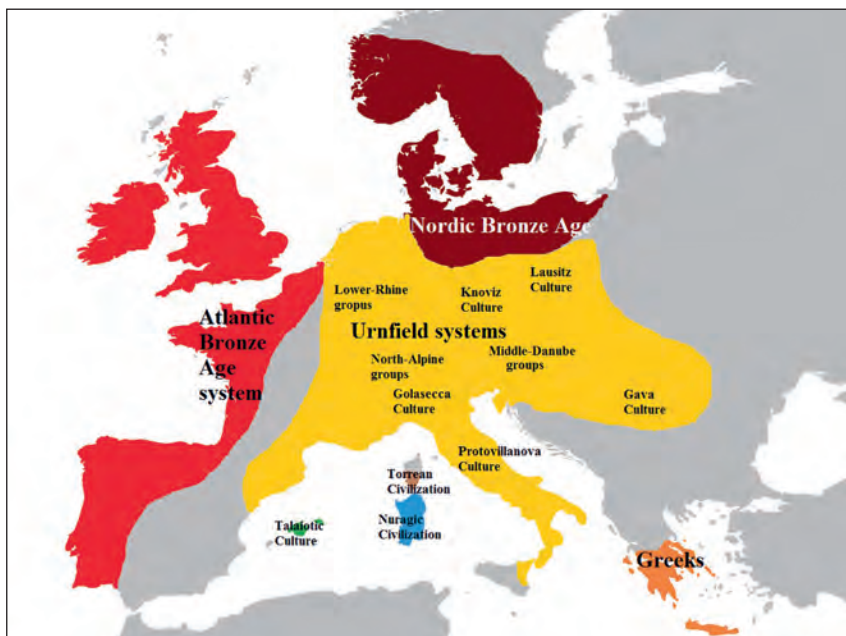 Nordic Bronze Age
Lausitz
Culture
Lower-Rhine
gropus
Knoviz
Culture
Atlantic
Bronze
Age
system
Urnfield systems
North-Alpine
groups
Middle-Danube
groups
Golasecca
Culture
Gava
Culture
Protovillanova
Culture
Torrean
Civilization
Talaiotic
Culture
Nuragic
Civilization
Greeks